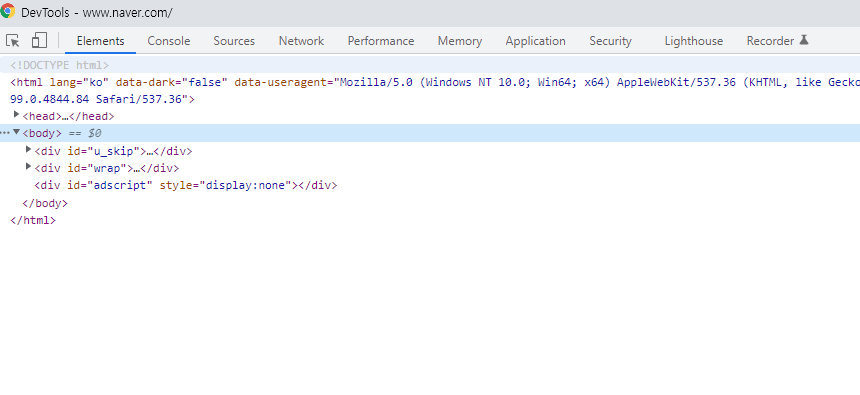 DevTools - www.naver.com/
Elements Console Sources Network Performance Memory Application Security Lighthouse Recorder
<!DOCTYPE html>
<html lang="ko" data-dark="false" data-useragent="Mozilla/5.0 (Windows NT 10.0; Win64; x64) AppleWebKit/537.36 (KHTML, like Gecko
99.0.4844.84 Safari/537.36">
<head>…</head>
<body> == $0
<div id="u_skip">…</div>
<div id="wrap">…</div>
<div id="adscript" style="display:none"></div>
</body>
</html>